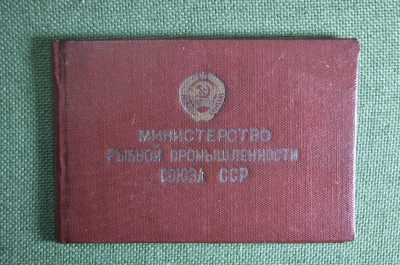 МИНИСТЕРСТВО
РЫБНОЙ ПРОМЫШЛЕННОСТИ
СОЮЗА ССР